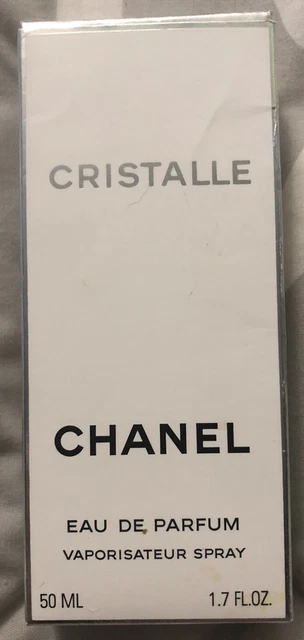 CRISTALLE
CHANEL
EAU DE PARFUM
VAPORISATEUR SPRAY
50 ML 1.7 FL.OZ.